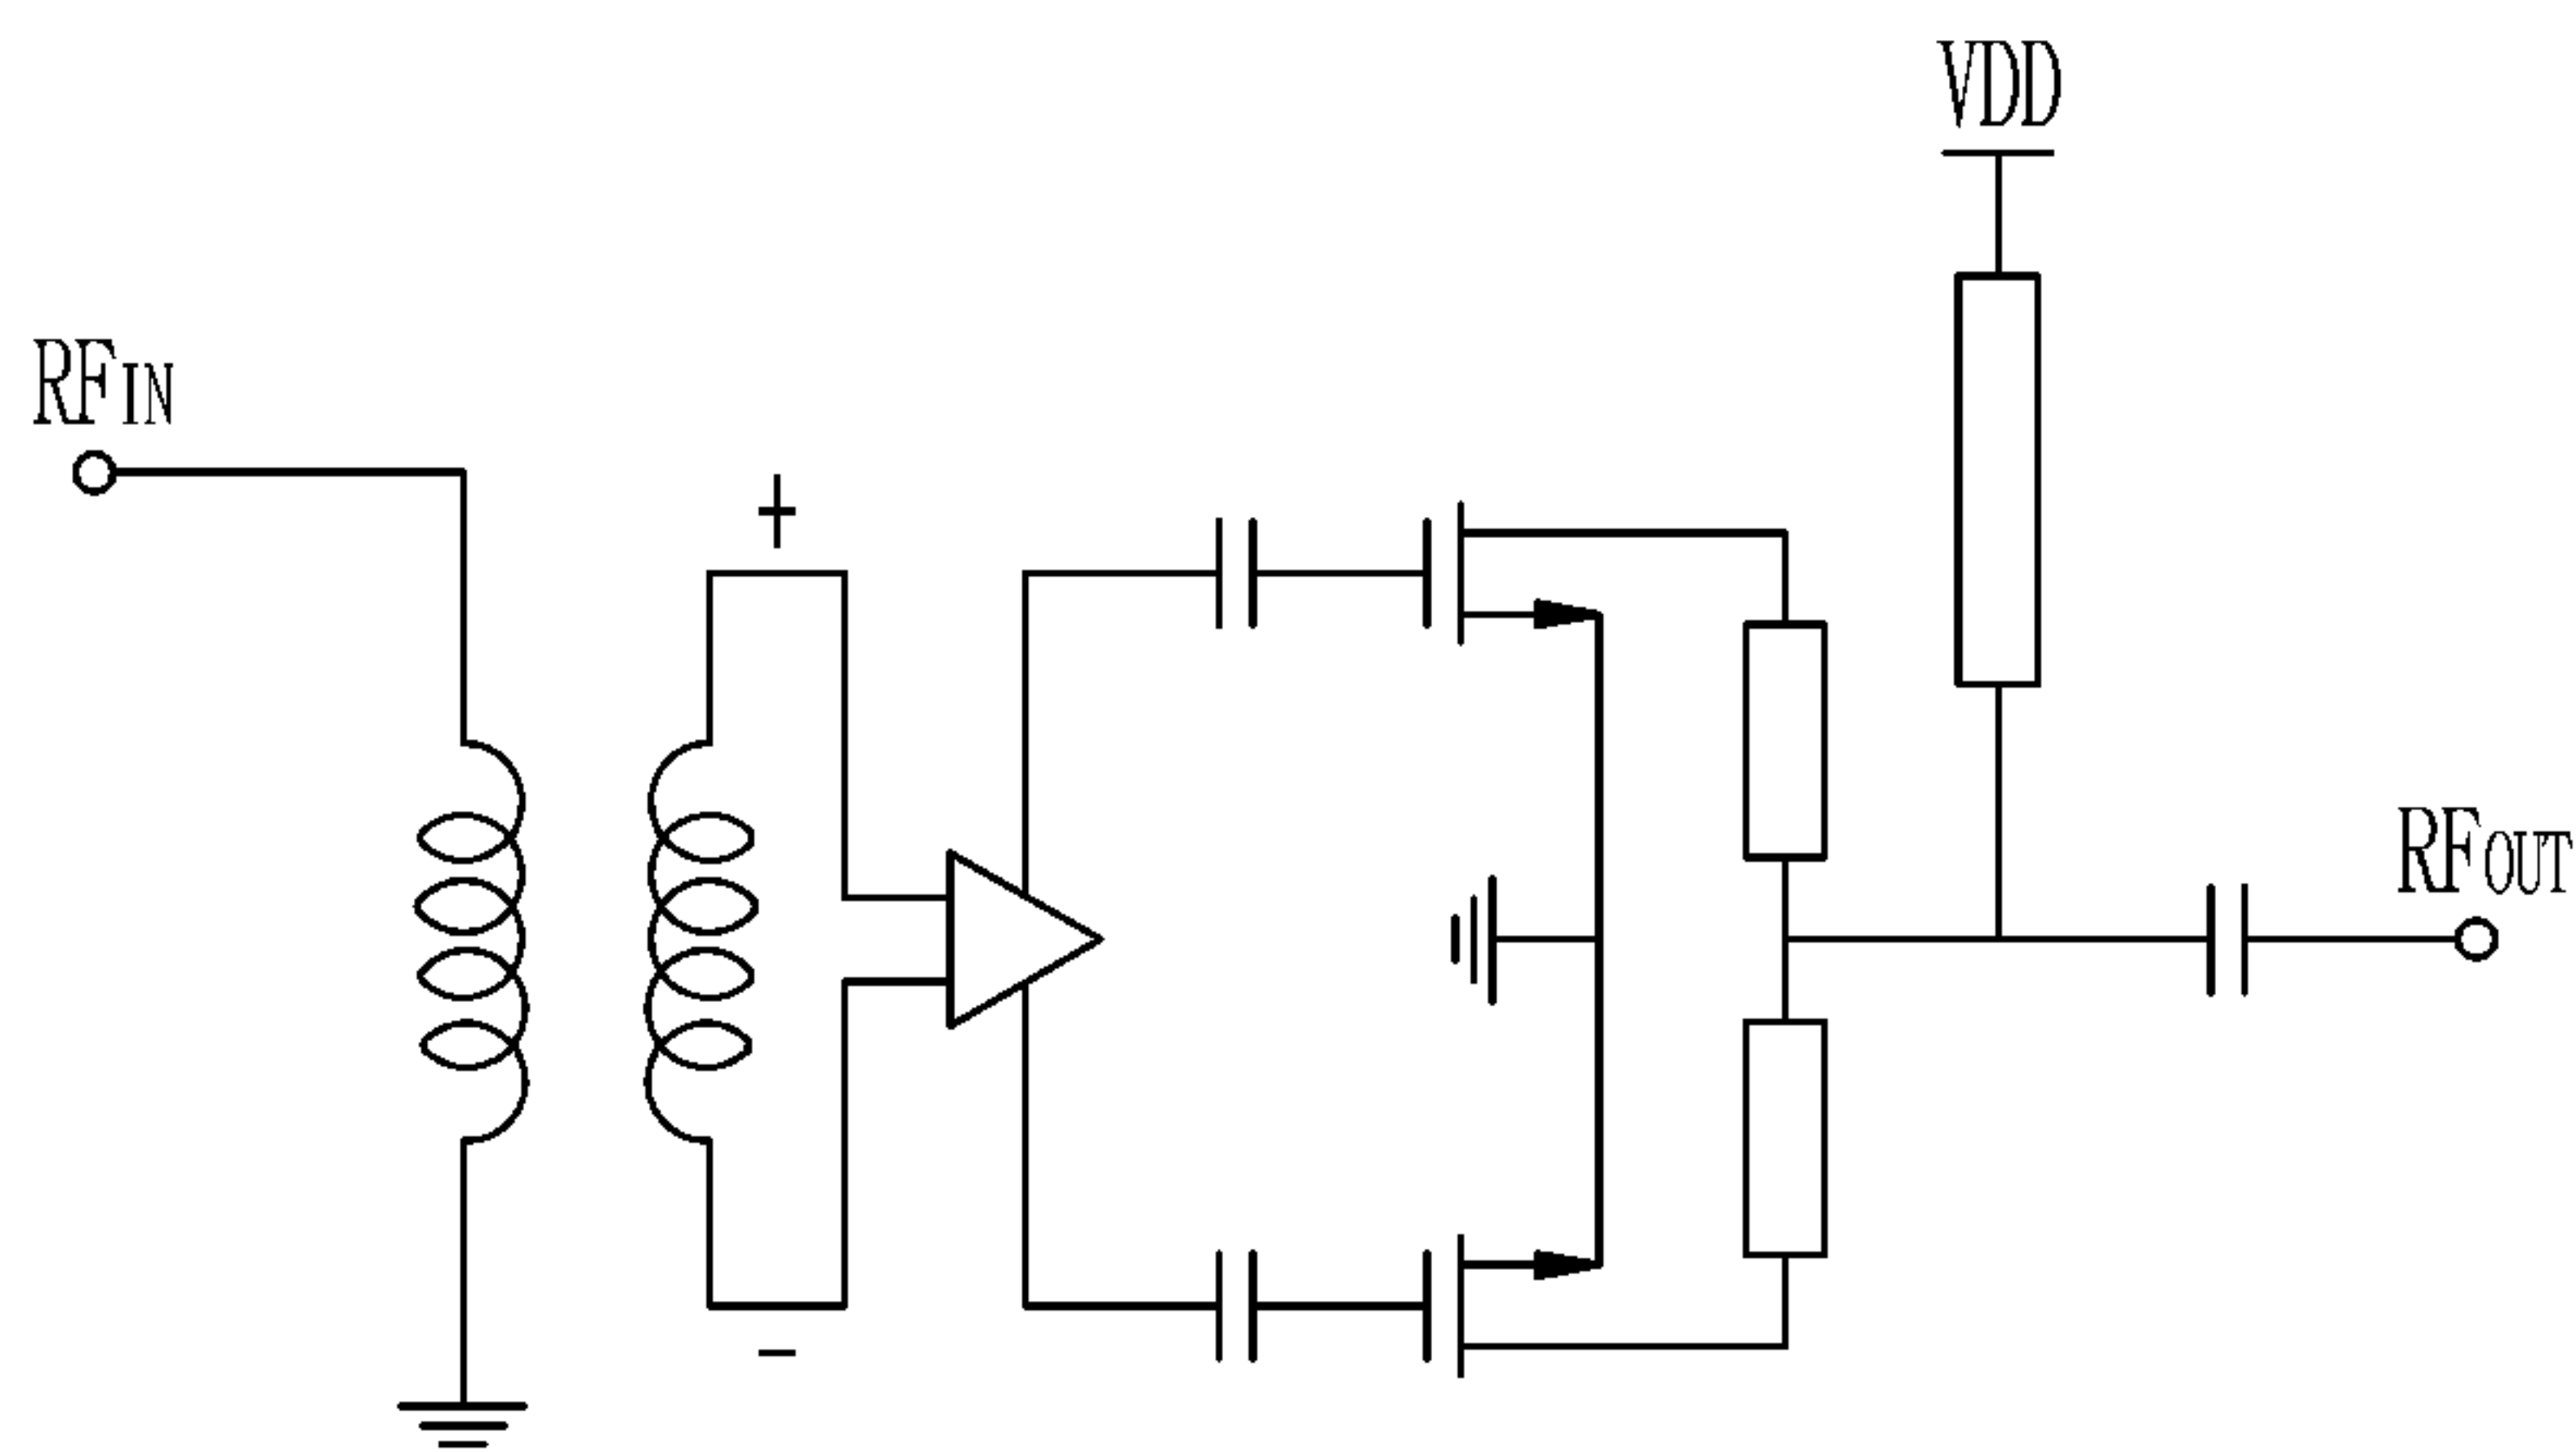 VDD
RFIN
+
RFOUT
-